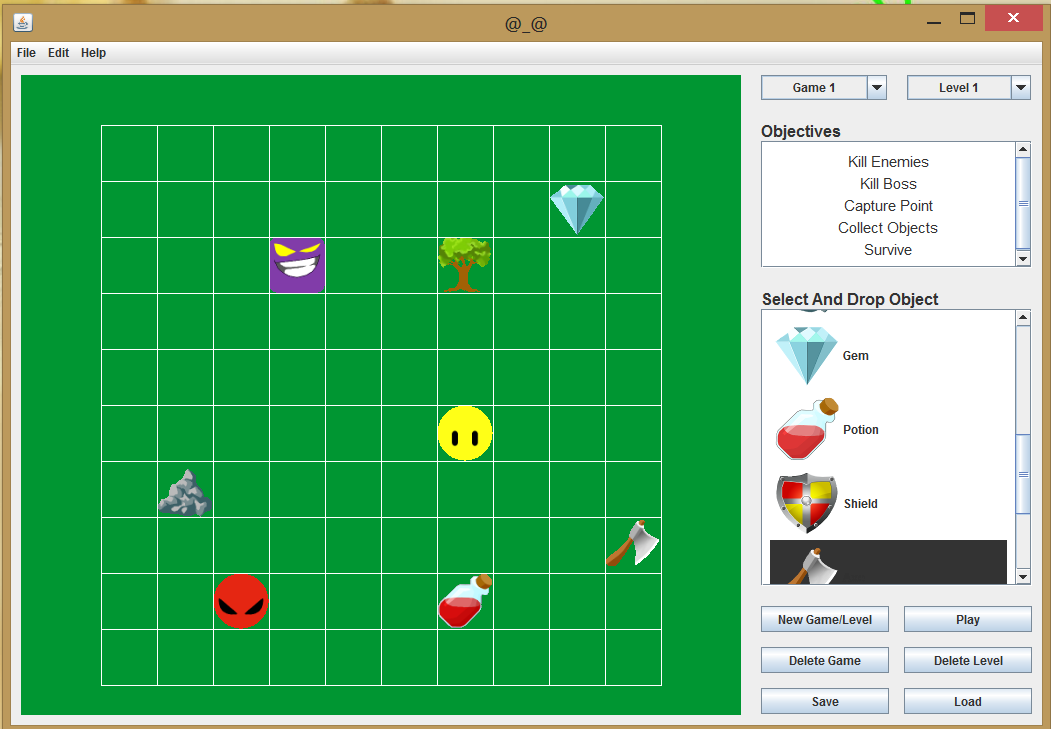 @_@
File Edit Help
Game 1 Level 1
Objectives
Kill Enemies
Kill Boss
Capture Point
Collect Objects
Survive
Select And Drop Object
Gem
Potion
Shield
New Game/Level Play
Delete Game Delete Level
Save Load